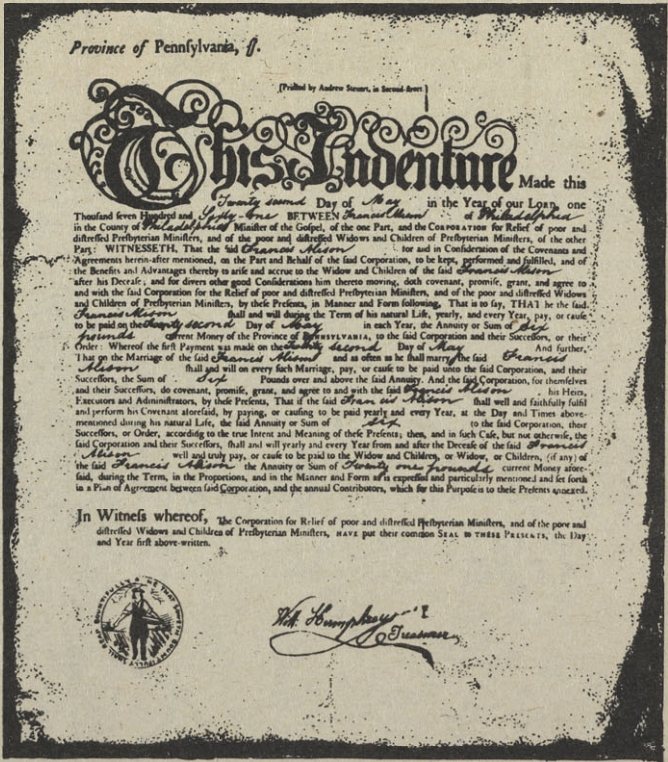 Province of Pennſylvania, ſſ.
[Printed by Andrew Steuart, in Second-ſtreet.]
This Indenture Made this
Twenty second Day of May in the Year of our Lord, one
Thouſand ſeven Hundred and Sixty-One BETWEEN Francis Alison of Philadelphia
in the County of Philadelphia Miniſter of the Goſpel, of the one Part, and the CORPORATION for Relief of poor and
diſtreſſed Preſbyterian Miniſters, and of the poor and diſtreſſed Widows and Children of Preſbyterian Miniſters, of the other
Part: WITNESSETH, That the ſaid Francis Alison for and in Conſideration of the Covenants and
Agreements herein-after mentioned, on the Part and Behalf of the ſaid Corporation, to be kept, performed and fulfilled, and of
the Benefits and Advantages thereby to ariſe and accrue to the Widow and Children of the ſaid Francis Alison
after his Deceaſe; and for divers other good Conſiderations him thereto moving, doth covenant, promiſe, grant, and agree to
and with the ſaid Corporation for the Relief of poor and diſtreſſed Preſbyterian Miniſters, and of the poor and diſtreſſed Widows
and Children of Preſbyterian Miniſters, by theſe Preſents, in Manner and Form following. That is to ſay, THAT he the ſaid
Francis Alison ſhall and will during the Term of his natural Life, yearly, and every Year, pay, or cauſe
to be paid on the Twenty second Day of May in each Year, the Annuity or Sum of Six
pounds current Money of the Province of PENNSYLVANIA, to the ſaid Corporation and their Succeſſors, or their
Order: Whereof the firſt Payment was made on the Twenty second Day of May And further,
That on the Marriage of the ſaid Francis Alison and as often as he ſhall marry, the ſaid Francis
Alison ſhall and will on every ſuch Marriage, pay, or cauſe to be paid unto the ſaid Corporation, and their
Succeſſors, the Sum of Six Pounds over and above the ſaid Annuity. And the ſaid Corporation, for themſelves
and their Succeſſors, do covenant, promiſe, grant, and agree to and with the ſaid Francis Alison his Heirs,
Executors and Adminiſtrators, by theſe Preſents, That if the ſaid Francis Alison ſhall well and faithfully fulfil
and perform his Covenant aforeſaid, by paying, or cauſing to be paid yearly and every Year, at the Day and Times above-
mentioned during his natural Life, the ſaid Annuity or Sum of six to the ſaid Corporation, their
Succeſſors, or Order, accordidg to the true Intent and Meaning of theſe Preſents; then, and in ſuch Caſe, but not otherwiſe, the
ſaid Corporation and their Succeſſors, ſhall and will yearly and every Year from and after the Deceaſe of the ſaid Francis
Alison well and truly pay, or cauſe to be paid to the Widow and Children, or Widow, or Children, (if any) of
the ſaid Francis Alison the Annuity or Sum of Twenty one pounds current Money afore-
ſaid, during the Term, in the Proportions, and in the Manner and Form as is expreſſed and particularly mentioned and ſet forth
in a Plan of Agreement between ſaid Corporation, and the annual Contributors, which for this Purpoſe is to theſe Preſents annexed.
In Witneſs whereof, The Corporation for Relief of poor and diſtreſſed Preſbyterian Miniſters, and of the poor and
diſtreſſed Widows and Children of Preſbyterian Miniſters, HAVE put their common SEAL to THESE PRESENTS, the Day
and Year firſt above-written.
HE THAT SOWETH BOUNTIFULLY SHALL REAP BOUNTIFULLY
Wm. Humphreys
Treasurer